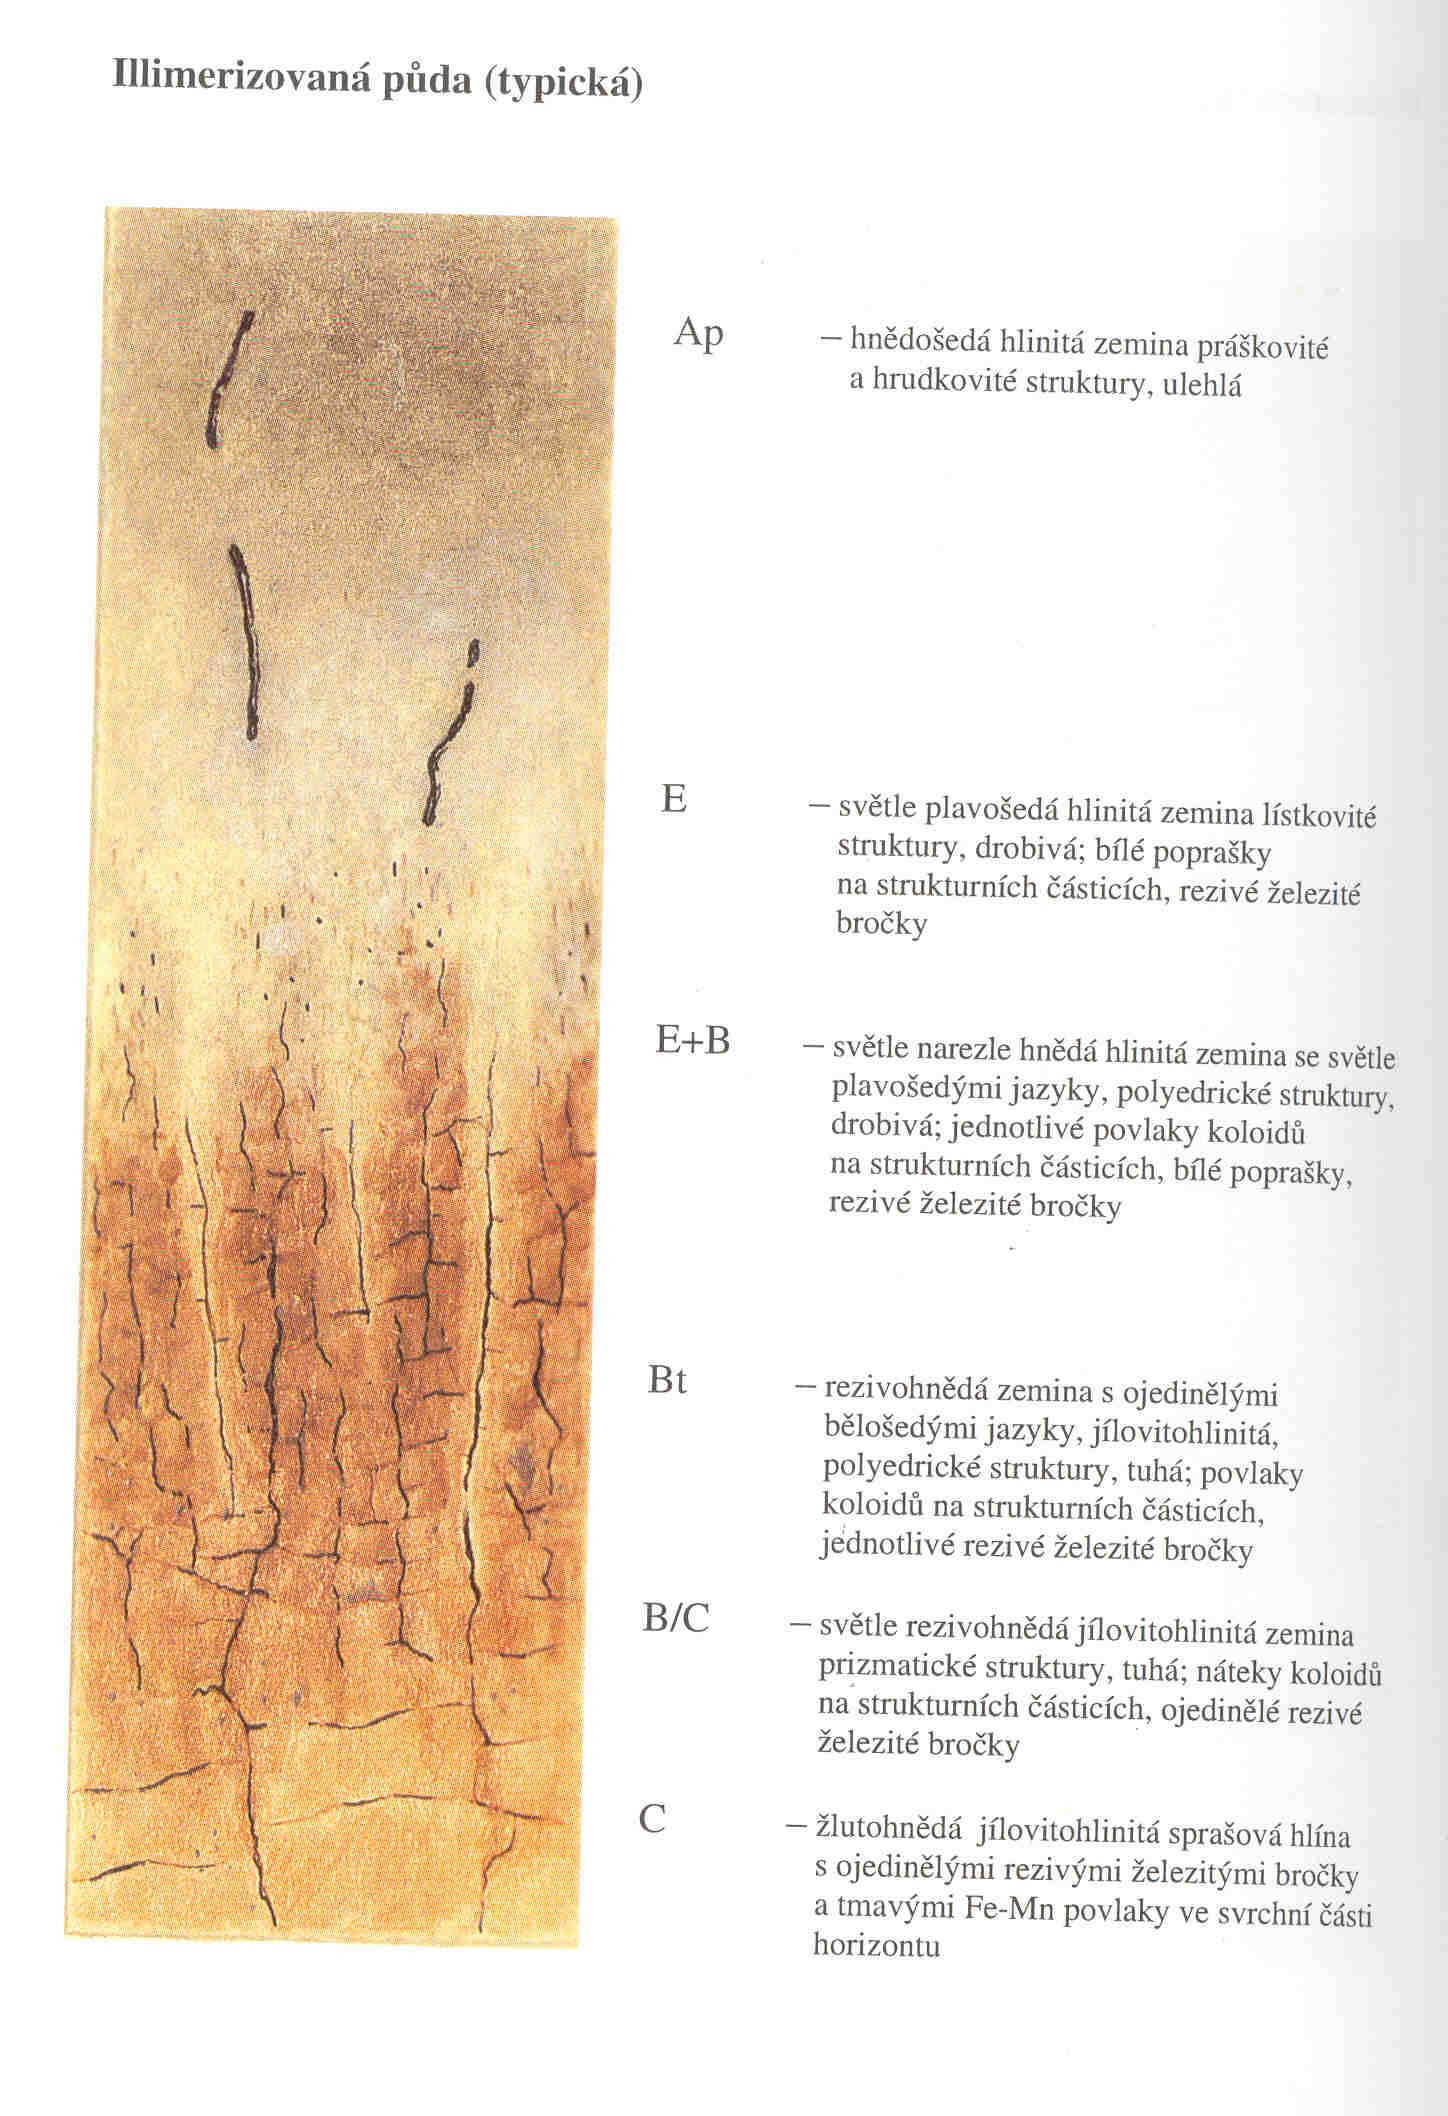 Illimerizovaná půda (typická)
Ap
– hnědošedá hlinitá zemina práškovité
a hrudkovité struktury, ulehlá
E
– světle plavošedá hlinitá zemina lístkovité
struktury, drobivá; bílé poprašky
na strukturních částicích, rezivé železité
bročky
E+B
– světle narezle hnědá hlinitá zemina se světle
plavošedými jazyky, polyedrické struktury,
drobivá; jednotlivé povlaky koloidů
na strukturních částicích, bílé poprašky,
rezivé železité bročky
Bt
– rezivohnědá zemina s ojedinělými
bělošedými jazyky, jílovitohlinitá,
polyedrické struktury, tuhá; povlaky
koloidů na strukturních částicích,
jednotlivé rezivé železité bročky
B/C
– světle rezivohnědá jílovitohlinitá zemina
prizmatické struktury, tuhá; náteky koloidů
na strukturních částicích, ojedinělé rezivé
železité bročky
C
– žlutohnědá jílovitohlinitá sprašová hlína
s ojedinělými rezivými železitými bročky
a tmavými Fe-Mn povlaky ve svrchní části
horizontu